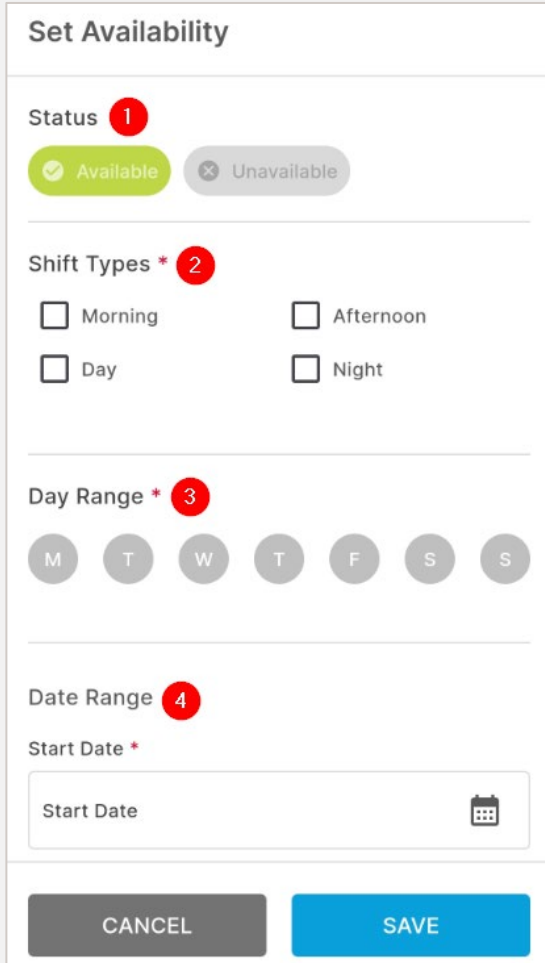 Set Availability
Status 1
Available Unavailable
Shift Types * 2
Morning Afternoon
Day Night
Day Range * 3
M T W T F S S
Date Range 4
Start Date *
Start Date
CANCEL SAVE